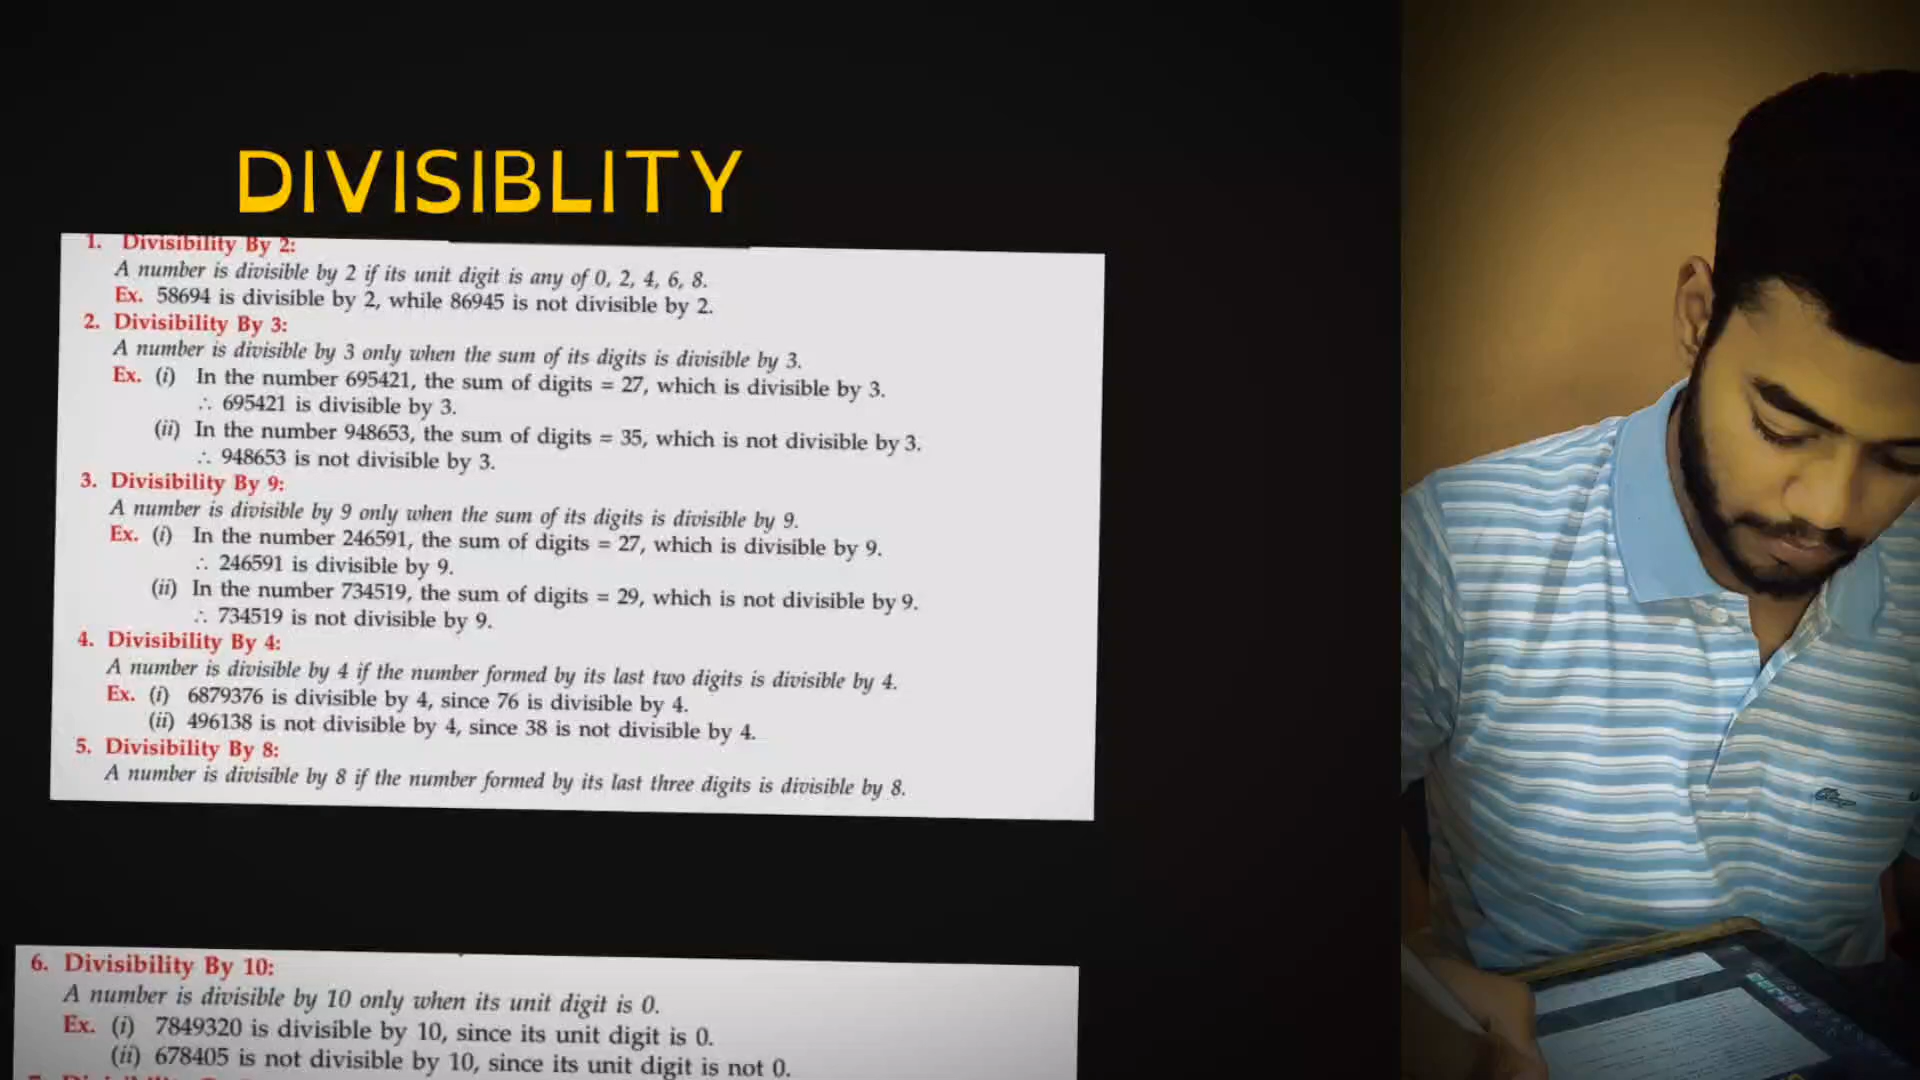 DIVISIBLITY
1. Divisibility By 2:
A number is divisible by 2 if its unit digit is any of 0, 2, 4, 6, 8.
Ex. 58694 is divisible by 2, while 86945 is not divisible by 2.
2. Divisibility By 3:
A number is divisible by 3 only when the sum of its digits is divisible by 3.
Ex. (i) In the number 695421, the sum of digits = 27, which is divisible by 3.
∴ 695421 is divisible by 3.
(ii) In the number 948653, the sum of digits = 35, which is not divisible by 3.
∴ 948653 is not divisible by 3.
3. Divisibility By 9:
A number is divisible by 9 only when the sum of its digits is divisible by 9.
Ex. (i) In the number 246591, the sum of digits = 27, which is divisible by 9.
∴ 246591 is divisible by 9.
(ii) In the number 734519, the sum of digits = 29, which is not divisible by 9.
∴ 734519 is not divisible by 9.
4. Divisibility By 4:
A number is divisible by 4 if the number formed by its last two digits is divisible by 4.
Ex. (i) 6879376 is divisible by 4, since 76 is divisible by 4.
(ii) 496138 is not divisible by 4, since 38 is not divisible by 4.
5. Divisibility By 8:
A number is divisible by 8 if the number formed by its last three digits is divisible by 8.
6. Divisibility By 10:
A number is divisible by 10 only when its unit digit is 0.
Ex. (i) 7849320 is divisible by 10, since its unit digit is 0.
(ii) 678405 is not divisible by 10, since its unit digit is not 0.